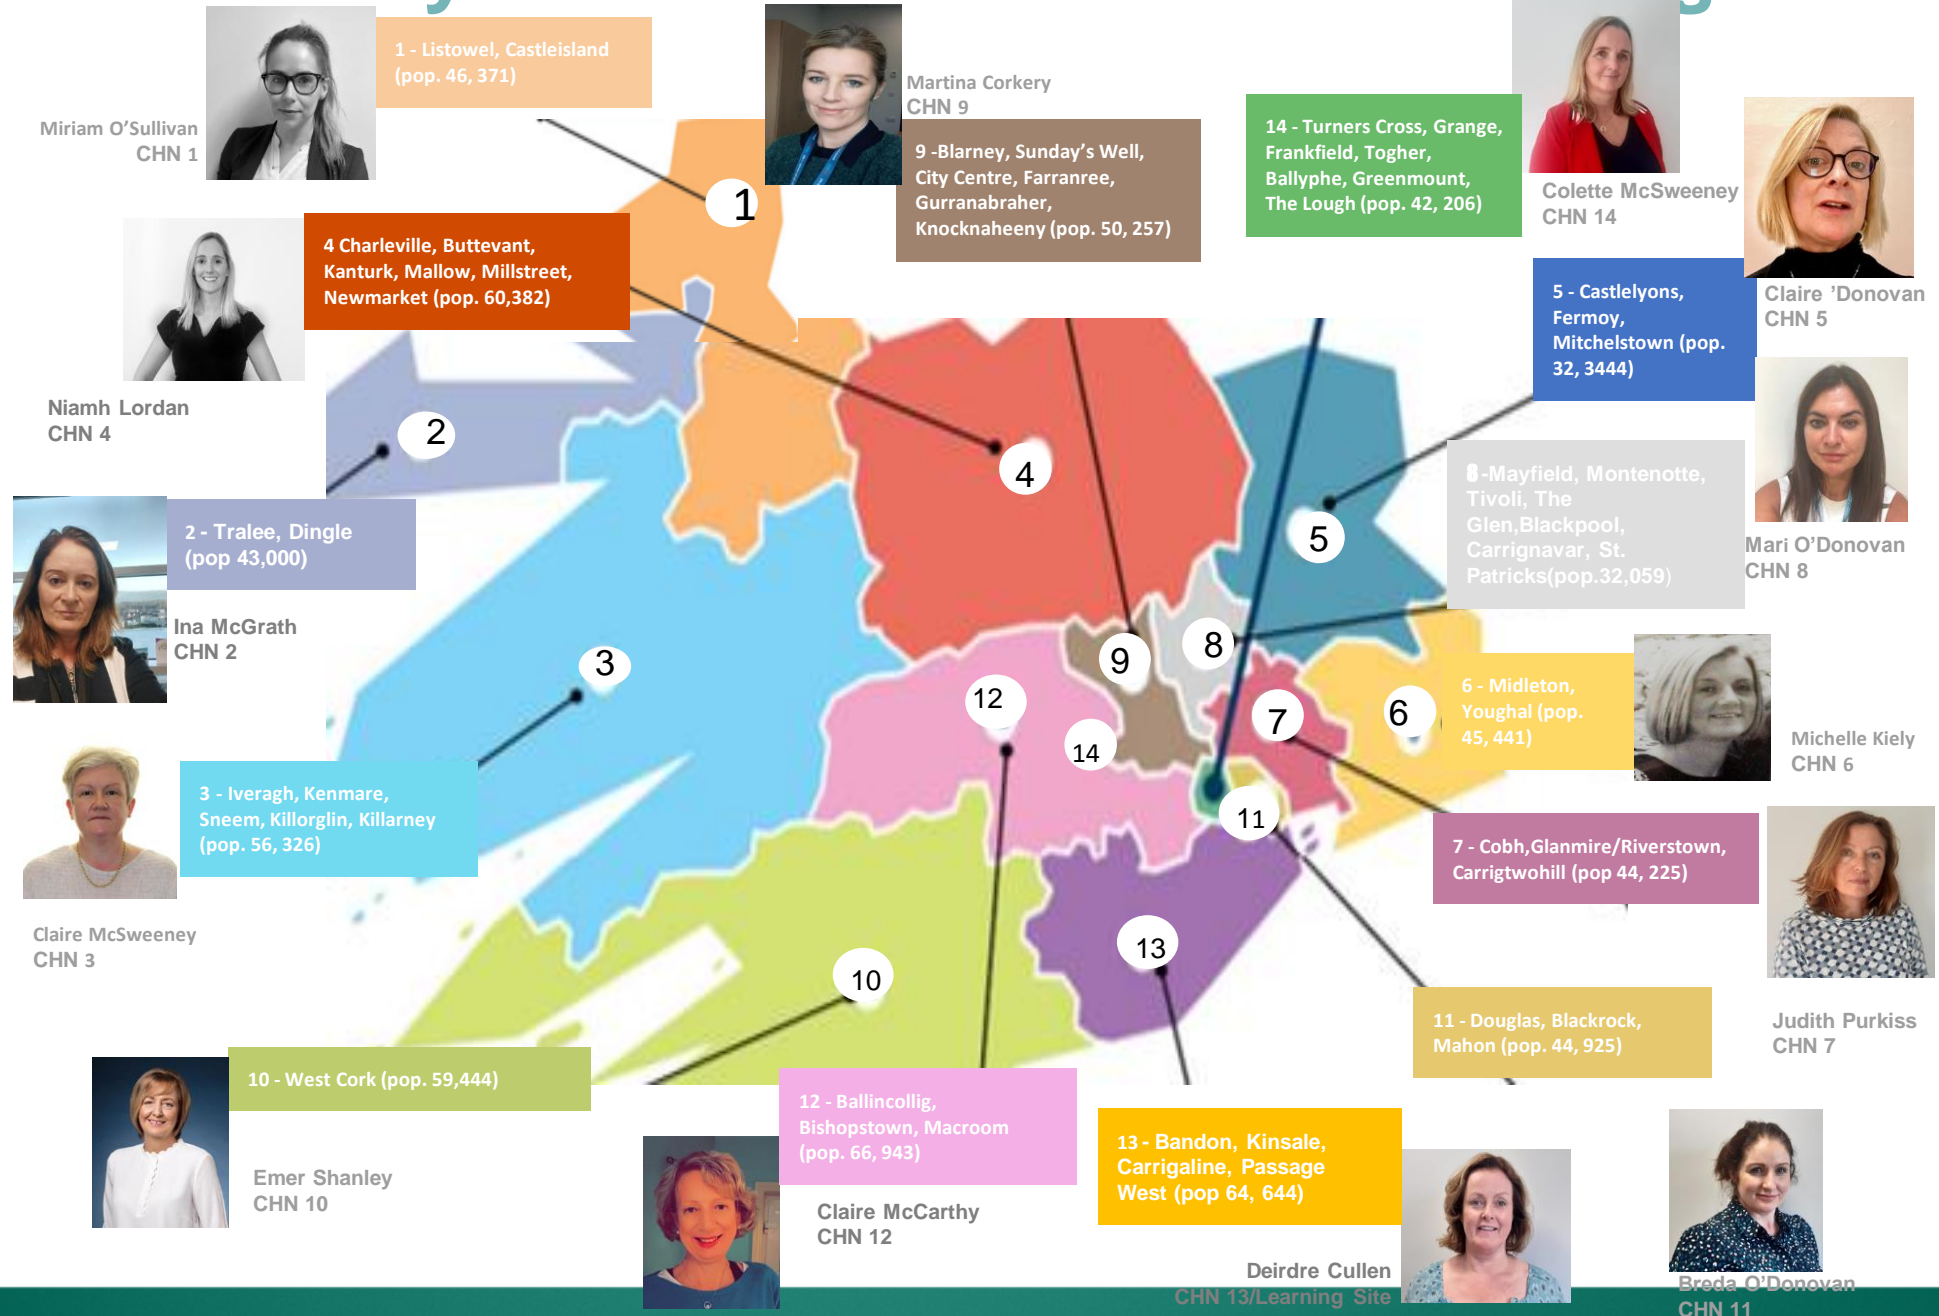 1 - Listowel, Castleisland
(pop. 46, 371)
Miriam O'Sullivan
CHN 1
Martina Corkery
CHN 9
9 -Blarney, Sunday's Well,
City Centre, Farranree,
Gurranabraher,
Knocknaheeny (pop. 50, 257)
14 - Turners Cross, Grange,
Frankfield, Togher,
Ballyphe, Greenmount,
The Lough (pop. 42, 206)
Colette McSweeney
CHN 14
4 Charleville, Buttevant,
Kanturk, Mallow, Millstreet,
Newmarket (pop. 60,382)
Niamh Lordan
CHN 4
5 - Castlelyons,
Fermoy,
Mitchelstown (pop.
32, 3444)
Claire 'Donovan
CHN 5
8 -Mayfield, Montenotte,
Tivoli, The
Glen,Blackpool,
Carrignavar, St.
Patricks(pop.32,059)
Mari O'Donovan
CHN 8
2 - Tralee, Dingle
(pop 43,000)
Ina McGrath
CHN 2
6 - Midleton,
Youghal (pop.
45, 441)
Michelle Kiely
CHN 6
3 - Iveragh, Kenmare,
Sneem, Killorglin, Killarney
(pop. 56, 326)
Claire McSweeney
CHN 3
7 - Cobh,Glanmire/Riverstown,
Carrigtwohill (pop 44, 225)
Judith Purkiss
CHN 7
11 - Douglas, Blackrock,
Mahon (pop. 44, 925)
10 - West Cork (pop. 59,444)
Emer Shanley
CHN 10
12 - Ballincollig,
Bishopstown, Macroom
(pop. 66, 943)
Claire McCarthy
CHN 12
13 - Bandon, Kinsale,
Carrigaline, Passage
West (pop 64, 644)
Deirdre Cullen
CHN 13/Learning Site
Breda O'Donovan
CHN 11
1
2
3
4
5
6
7
8
9
12
14
11
13
10